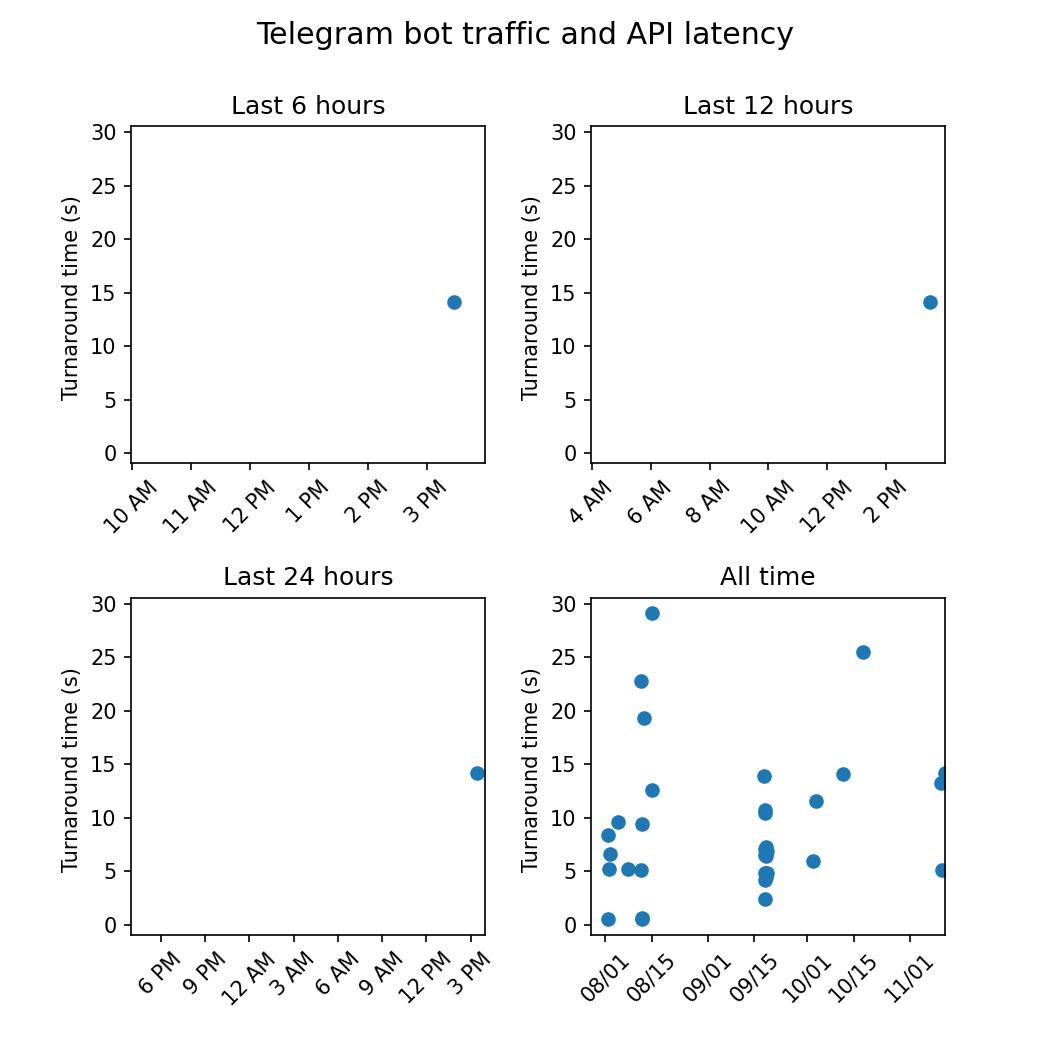 Telegram bot traffic and API latency
Last 6 hours
30
25
20
15
10
5
0
Turnaround time (s)
10 AM 11 AM 12 PM 1 PM 2 PM 3 PM
Last 12 hours
30
25
20
15
10
5
0
Turnaround time (s)
4 AM 6 AM 8 AM 10 AM 12 PM 2 PM
Last 24 hours
30
25
20
15
10
5
0
Turnaround time (s)
6 PM 9 PM 12 AM 3 AM 6 AM 9 AM 12 PM 3 PM
All time
30
25
20
15
10
5
0
Turnaround time (s)
08/01 08/15 09/01 09/15 10/01 10/15 11/01